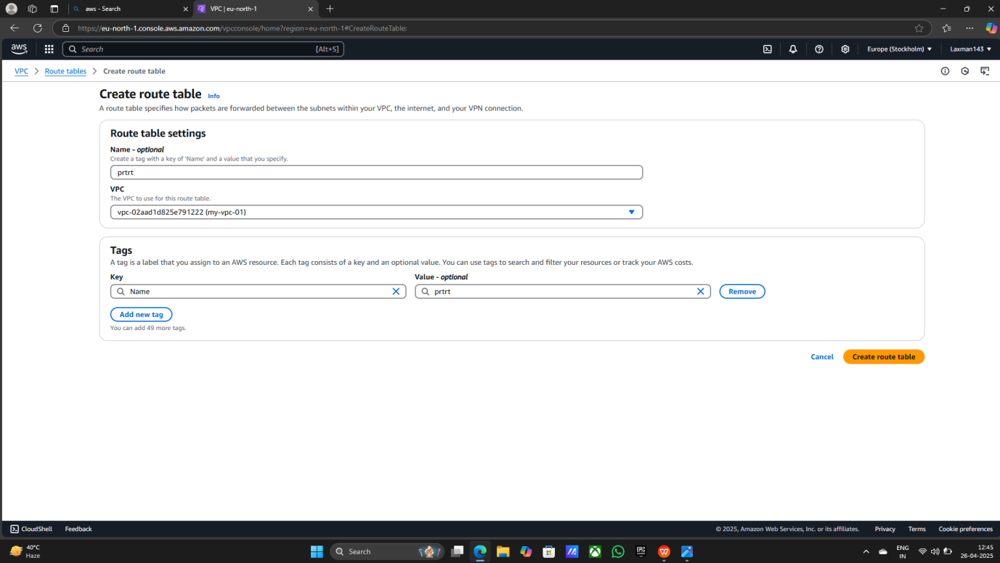 aws - Search
VPC | eu-north-1
https://eu-north-1.console.aws.amazon.com/vpcconsole/home?region=eu-north-1#CreateRouteTable:
aws
Search
[Alt+S]
Europe (Stockholm)
Laxman143
VPC
Route tables
Create route table
Create route table Info
A route table specifies how packets are forwarded between the subnets within your VPC, the internet, and your VPN connection.
Route table settings
Name - optional
Create a tag with a key of 'Name' and a value that you specify.
prtrt
VPC
The VPC to use for this route table.
vpc-02aad1d825e791222 (my-vpc-01)
Tags
A tag is a label that you assign to an AWS resource. Each tag consists of a key and an optional value. You can use tags to search and filter your resources or track your AWS costs.
Key
Value - optional
Name
prtrt
Remove
Add new tag
You can add 49 more tags.
Cancel
Create route table
CloudShell
Feedback
© 2025, Amazon Web Services, Inc. or its affiliates.
Privacy
Terms
Cookie preferences
40°C
Haze
Search
EPIC
ENG
IN
12:45
26-04-2025